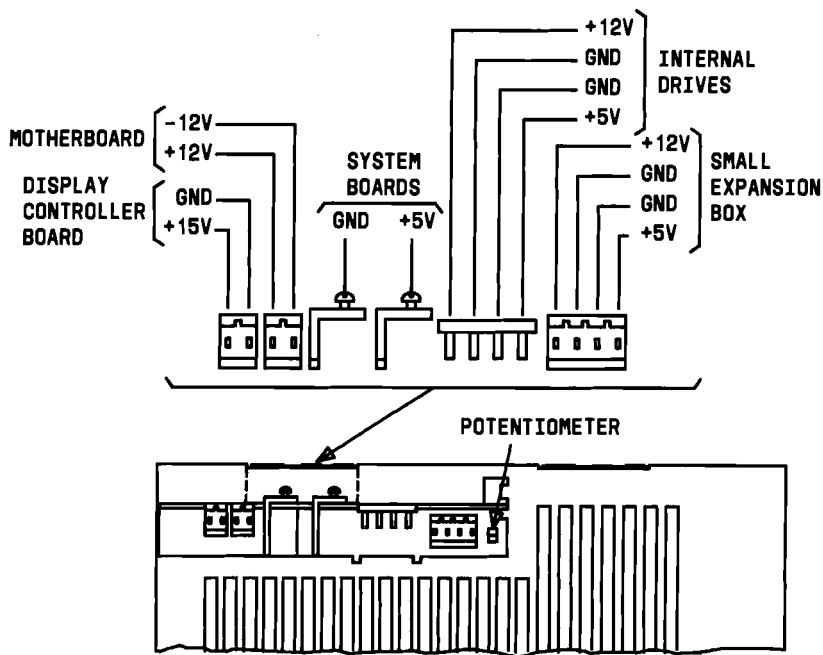 +12V
GND
GND
+5V
INTERNAL
DRIVES
MOTHERBOARD
-12V
+12V
DISPLAY
CONTROLLER
BOARD
GND
+15V
SYSTEM
BOARDS
GND
+5V
+12V
GND
GND
+5V
SMALL
EXPANSION
BOX
POTENTIOMETER